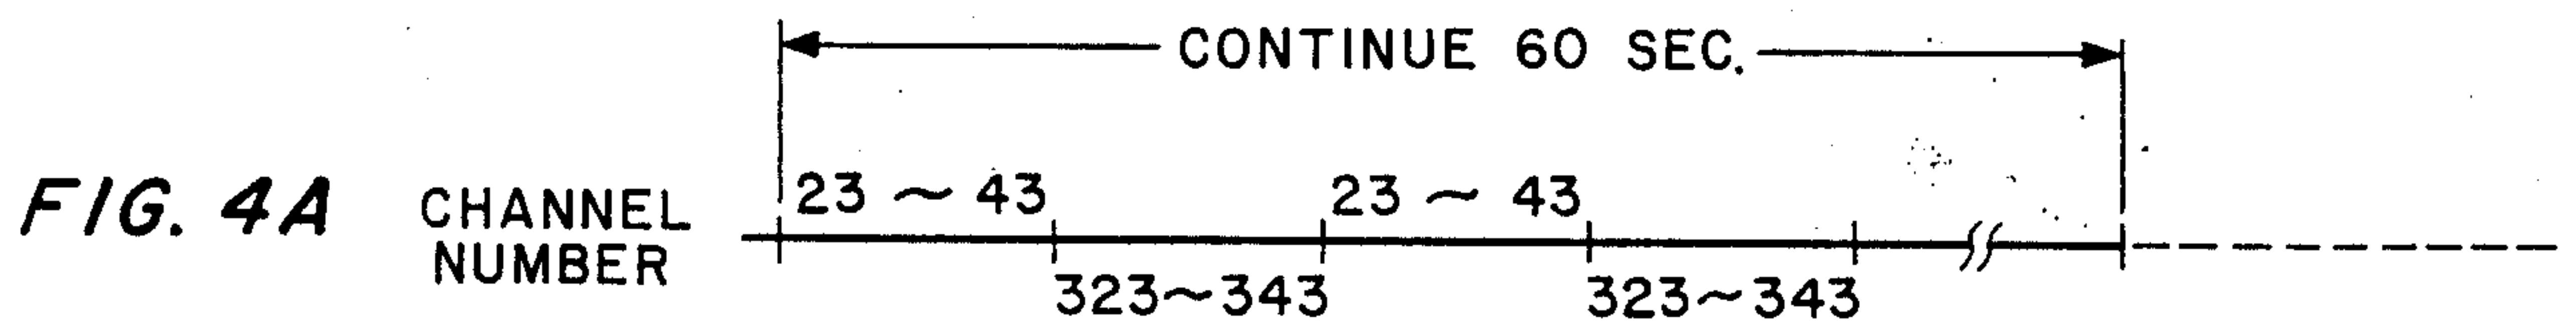 CONTINUE 60 SEC.
FIG. 4A
CHANNEL
NUMBER
23 ~ 43
23 ~ 43
323~343
323~343